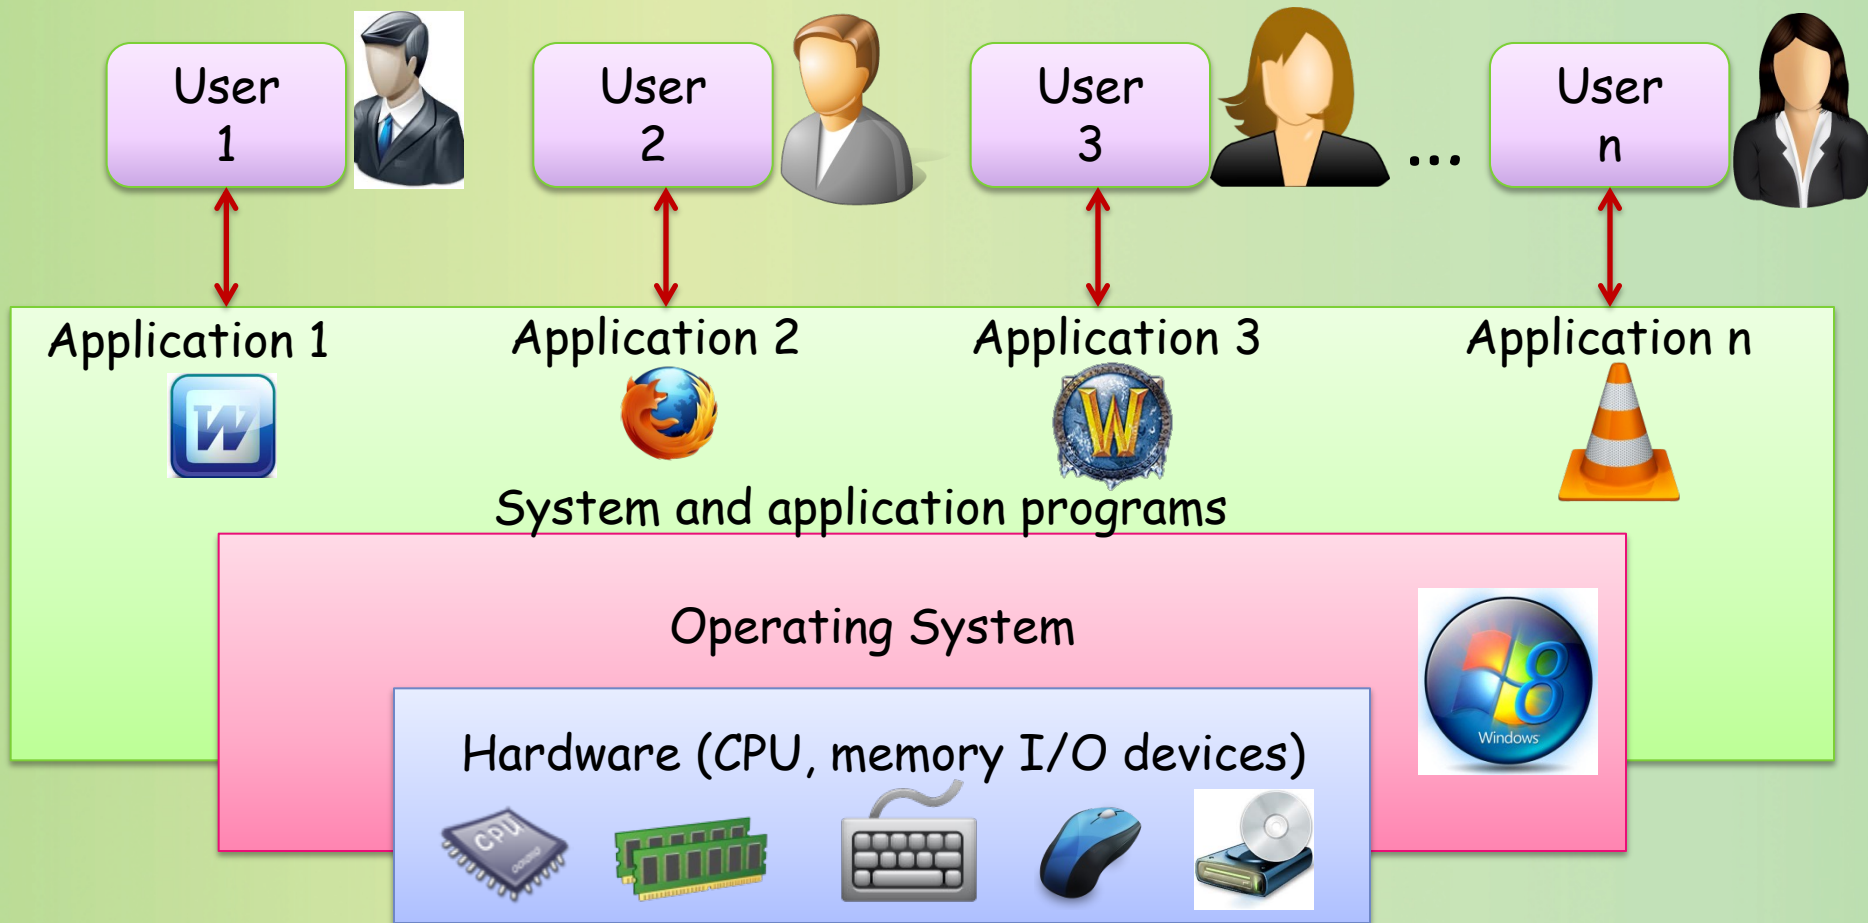 User
1
User
2
User
3
...
User
n
Application 1
Application 2
Application 3
Application n
W
W
System and application programs
Operating System
8
Windows
Hardware (CPU, memory I/O devices)
CPU